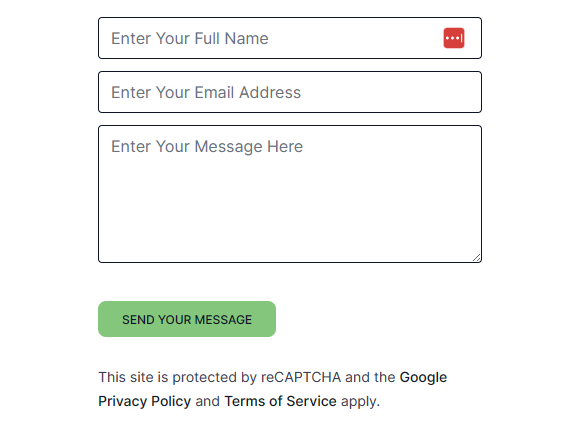 Enter Your Full Name
Enter Your Email Address
Enter Your Message Here
SEND YOUR MESSAGE
This site is protected by reCAPTCHA and the Google
Privacy Policy and Terms of Service apply.